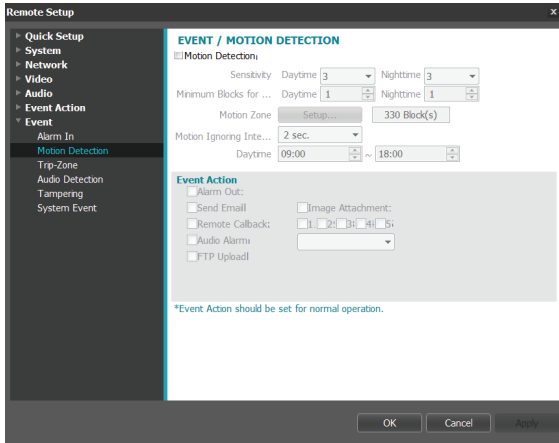 Remote Setup x
Quick Setup
System
Network
Video
Audio
Event Action
Event
Alarm In
Motion Detection
Trip-Zone
Audio Detection
Tampering
System Event
EVENT / MOTION DETECTION
Motion Detection:
Sensitivity Daytime 3 Nighttime 3
Minimum Blocks for ... Daytime 1 Nighttime 1
Motion Zone Setup... 330 Block(s)
Motion Ignoring Inte... 2 sec.
Daytime 09:00 ~ 18:00
Event Action
Alarm Out:
Send Email Image Attachment:
Remote Callback: 1 2 3 4 5
Audio Alarm
FTP Upload
*Event Action should be set for normal operation.
OK Cancel Apply